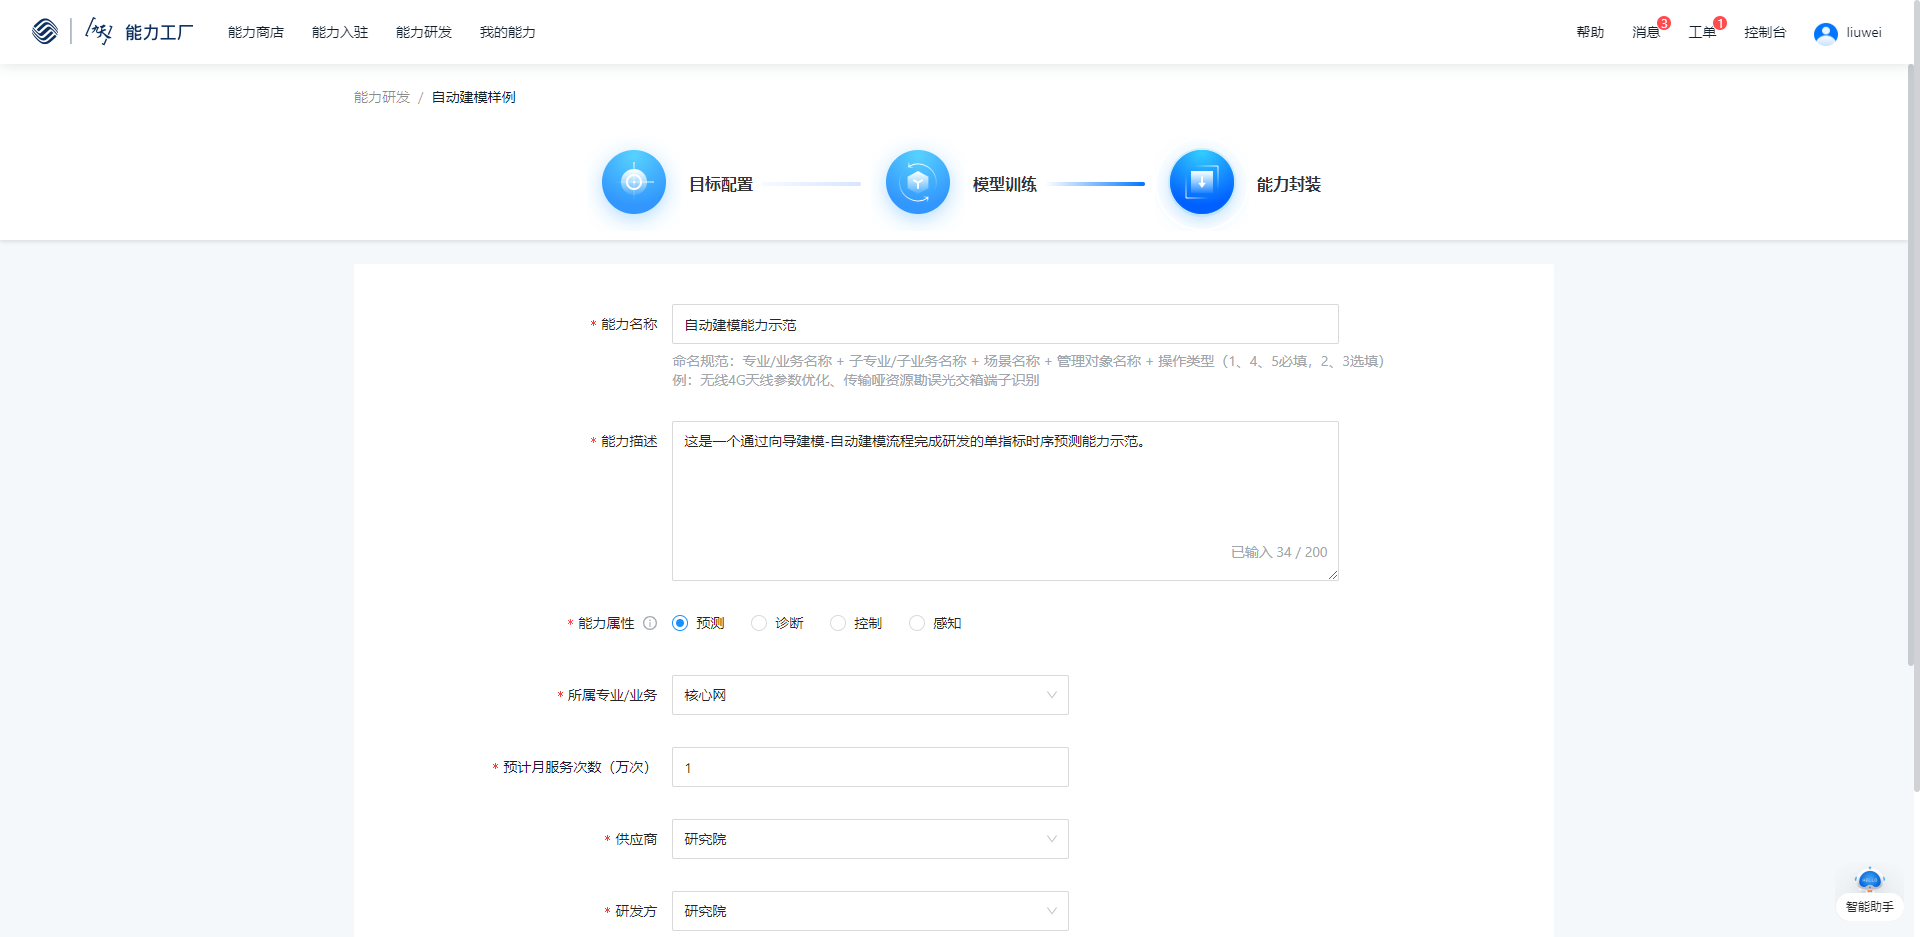 能力工厂 能力商店 能力入驻 能力研发 我的能力 帮助 消息 3 工单 1 控制台 liuwei
能力研发 / 自动建模样例
目标配置 模型训练 能力封装
* 能力名称 自动建模能力示范
命名规范：专业/业务名称 + 子专业/子业务名称 + 场景名称 + 管理对象名称 + 操作类型（1、4、5必填，2、3选填）
例：无线4G天线参数优化、传输哑资源勘误光交箱端子识别
* 能力描述 这是一个通过向导建模-自动建模流程完成研发的单指标时序预测能力示范。
已输入 34 / 200
* 能力属性 预测 诊断 控制 感知
* 所属专业/业务 核心网
* 预计月服务次数（万次） 1
* 供应商 研究院
* 研发方 研究院
智能助手